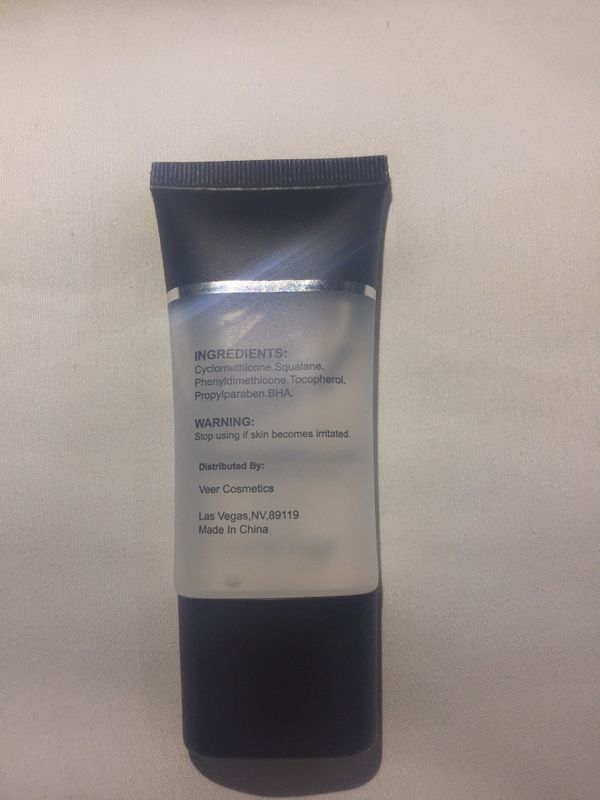 INGREDIENTS:
Cyclomethicone.Squalane.
Phenyldimethicone.Tocopherol.
Propylparaben.BHA.
WARNING:
Stop using if skin becomes irritated.
Distributed By:
Veer Cosmetics
Las Vegas,NV,89119
Made In China